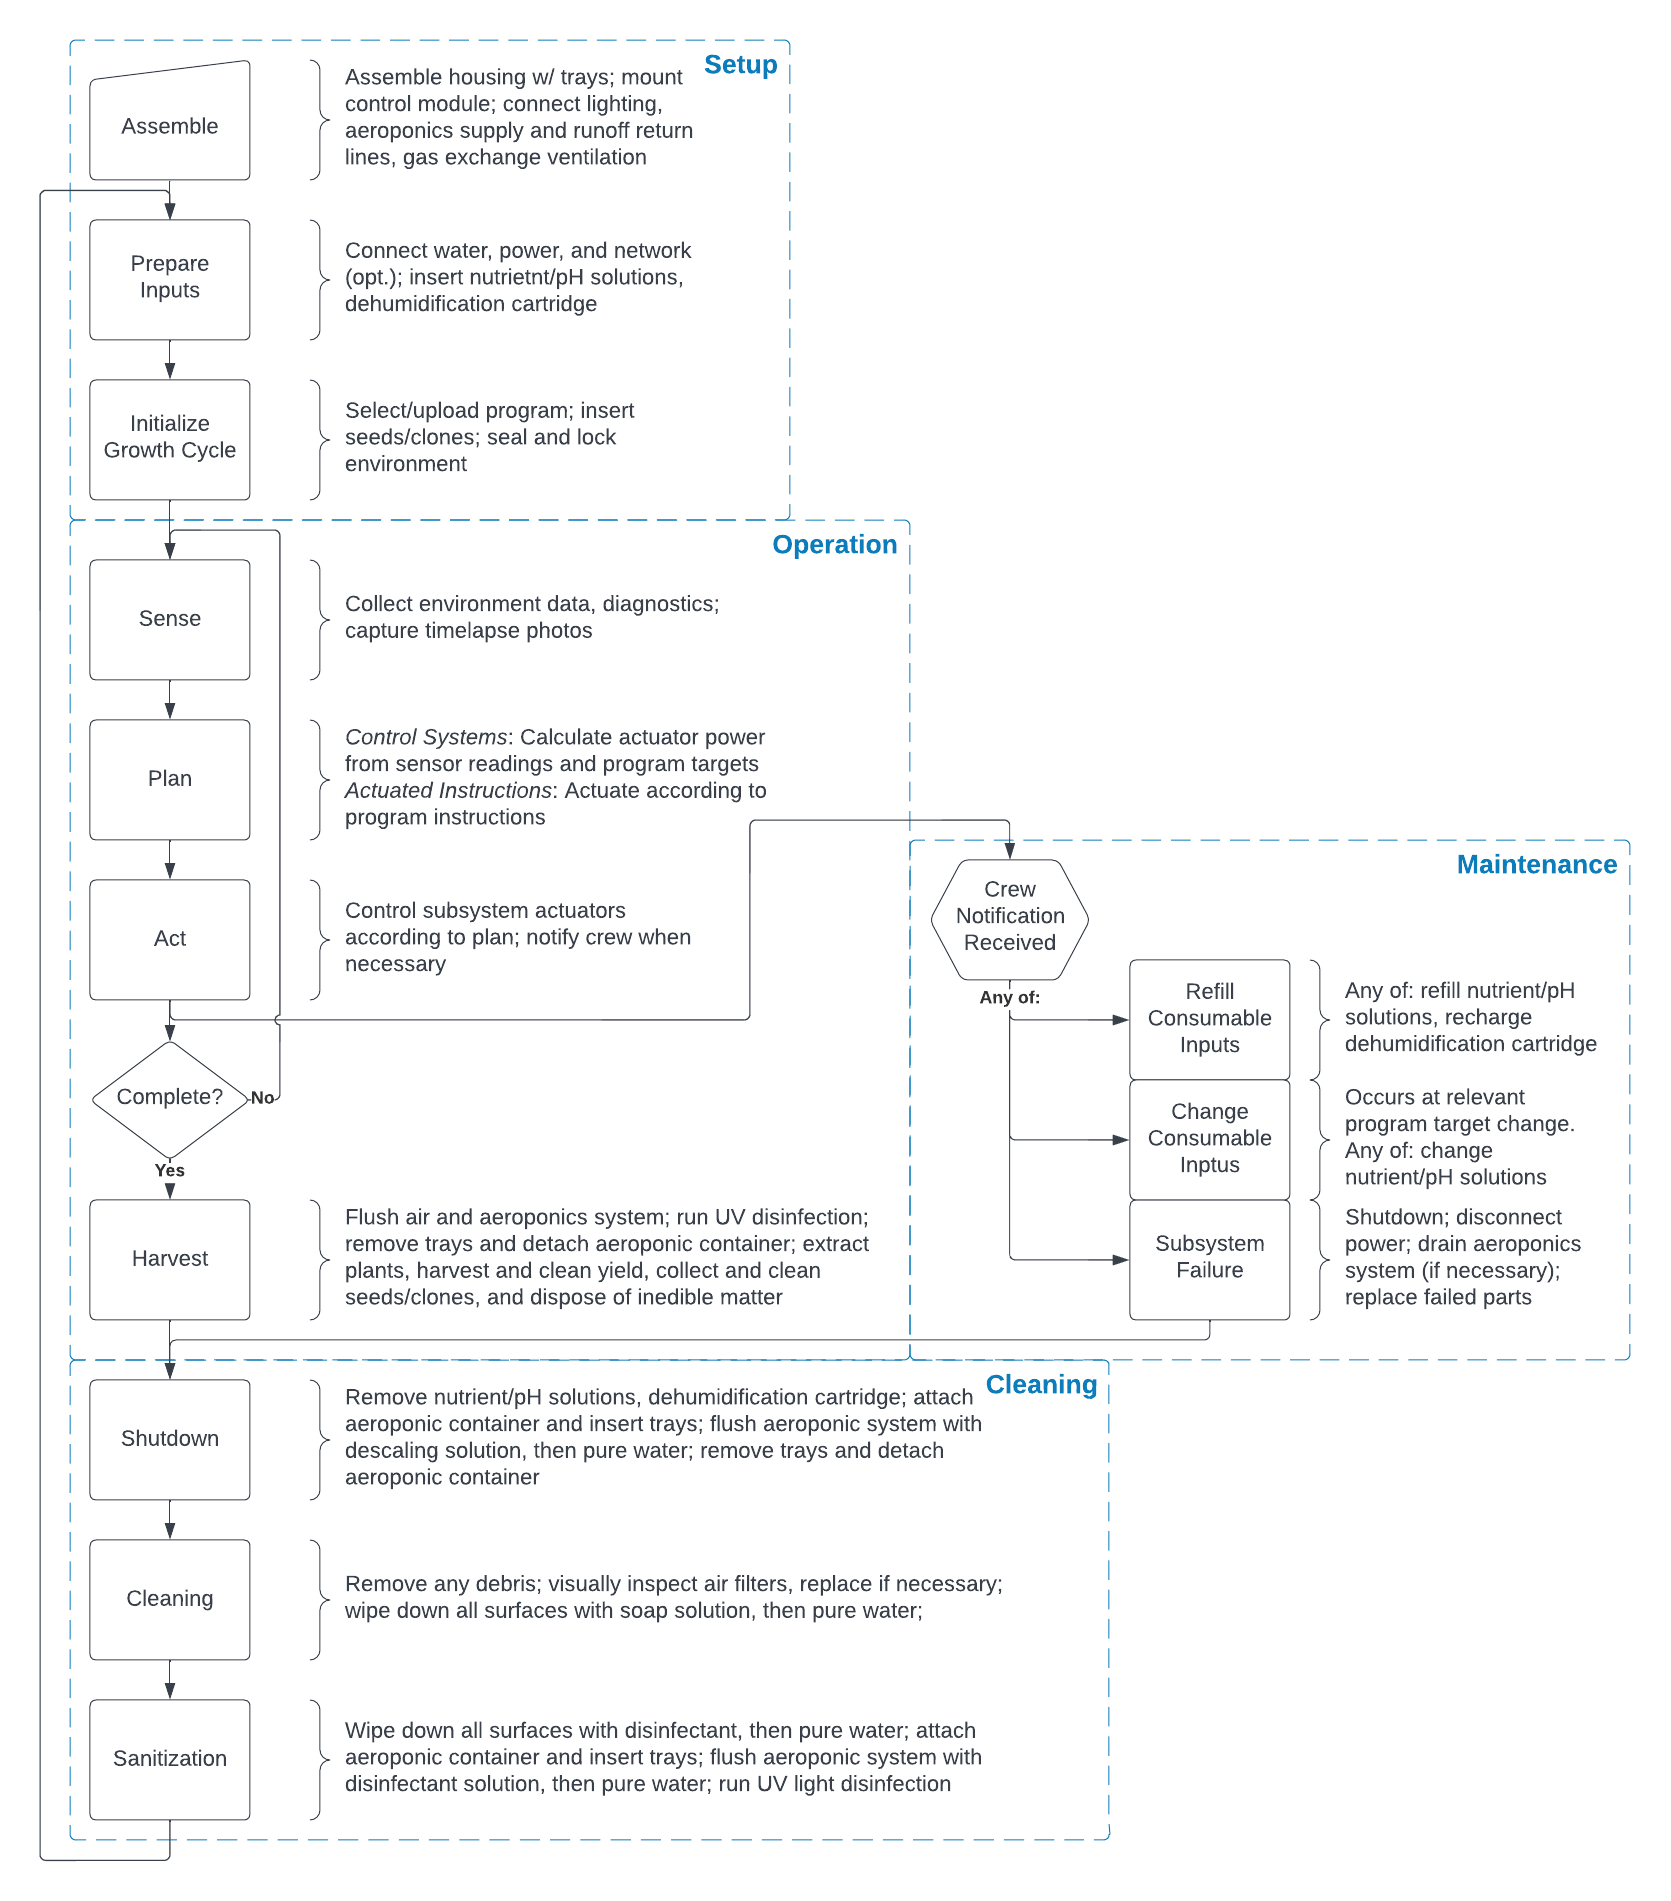 Setup
Assemble
Assemble housing w/ trays; mount
control module; connect lighting,
aeroponics supply and runoff return
lines, gas exchange ventilation
Prepare
Inputs
Connect water, power, and network
(opt.); insert nutrietnt/pH solutions,
dehumidification cartridge
Initialize
Growth Cycle
Select/upload program; insert
seeds/clones; seal and lock
environment
Operation
Sense
Collect environment data, diagnostics;
capture timelapse photos
Plan
Control Systems: Calculate actuator power
from sensor readings and program targets
Actuated Instructions: Actuate according to
program instructions
Act
Control subsystem actuators
according to plan; notify crew when
necessary
Complete?
No
Yes
Harvest
Flush air and aeroponics system; run UV disinfection;
remove trays and detach aeroponic container; extract
plants, harvest and clean yield, collect and clean
seeds/clones, and dispose of inedible matter
Maintenance
Crew
Notification
Received
Any of:
Refill
Consumable
Inputs
Any of: refill nutrient/pH
solutions, recharge
dehumidification cartridge
Change
Consumable
Inptus
Occurs at relevant
program target change.
Any of: change
nutrient/pH solutions
Subsystem
Failure
Shutdown; disconnect
power; drain aeroponics
system (if necessary);
replace failed parts
Cleaning
Shutdown
Remove nutrient/pH solutions, dehumidification cartridge; attach
aeroponic container and insert trays; flush aeroponic system with
descaling solution, then pure water; remove trays and detach
aeroponic container
Cleaning
Remove any debris; visually inspect air filters, replace if necessary;
wipe down all surfaces with soap solution, then pure water;
Sanitization
Wipe down all surfaces with disinfectant, then pure water; attach
aeroponic container and insert trays; flush aeroponic system with
disinfectant solution, then pure water; run UV light disinfection